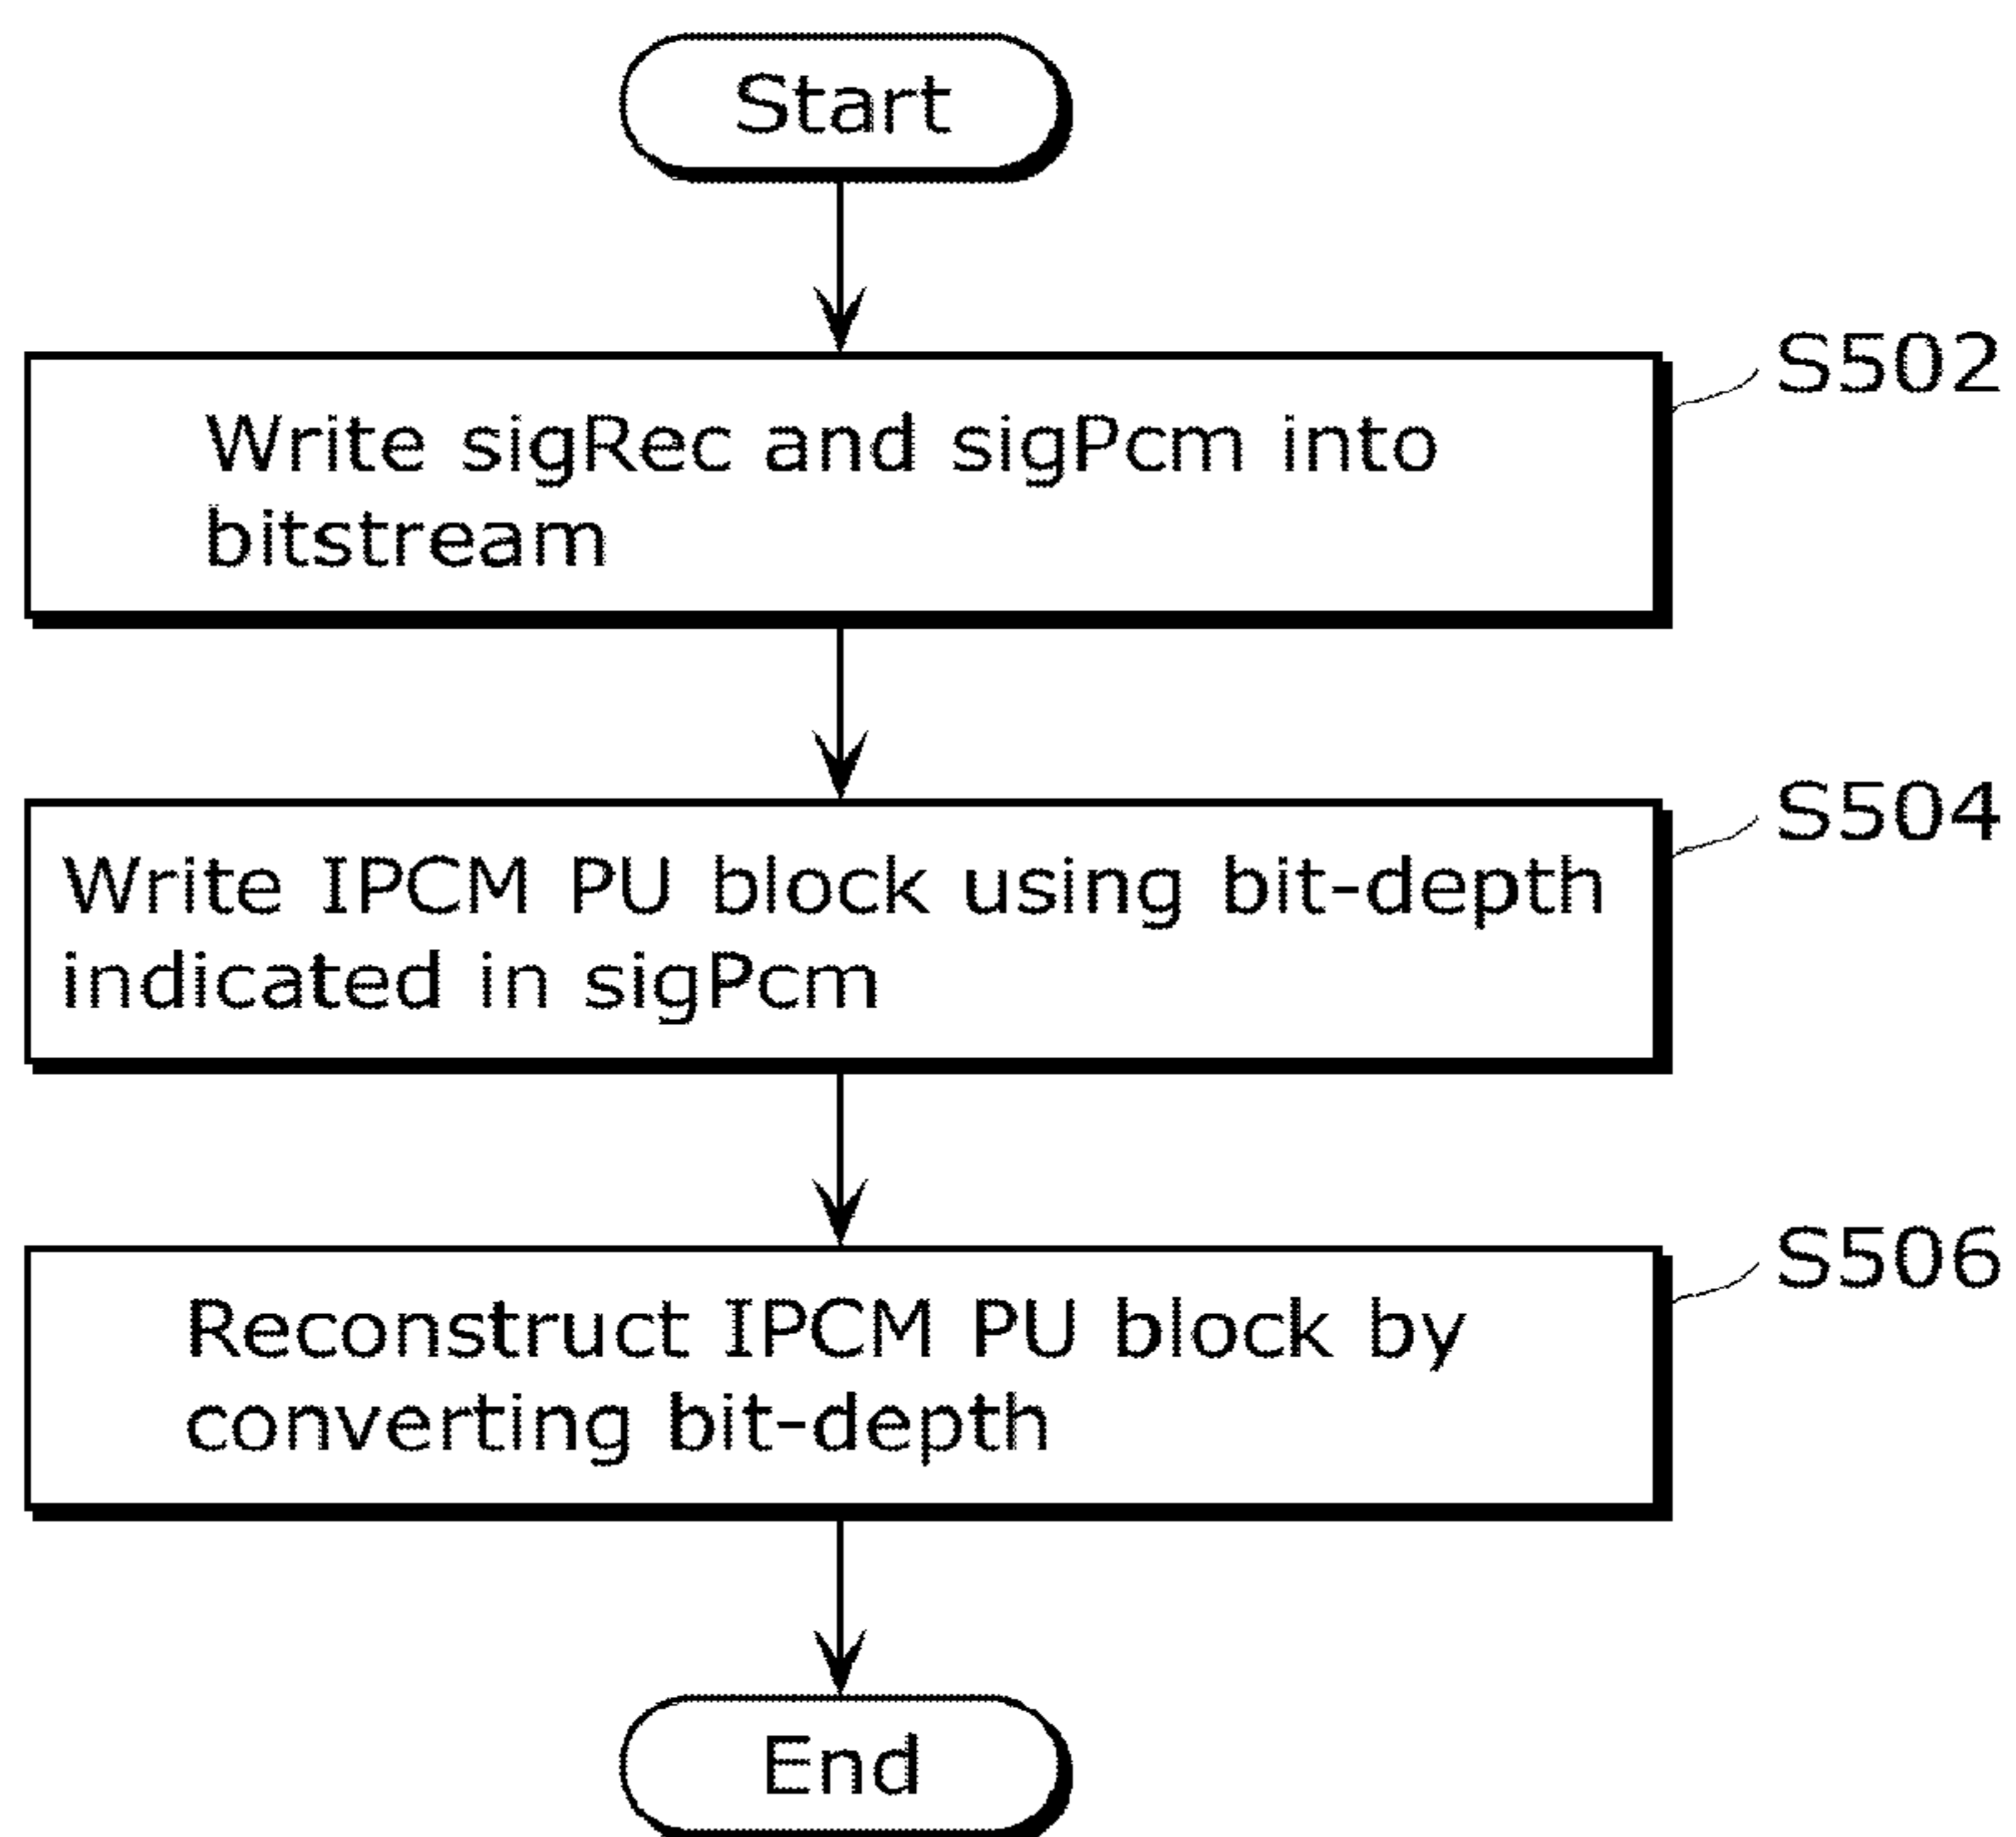 Start
S502
Write sigRec and sigPcm into
bitstream
S504
Write IPCM PU block using bit-depth
indicated in sigPcm
S506
Reconstruct IPCM PU block by
converting bit-depth
End